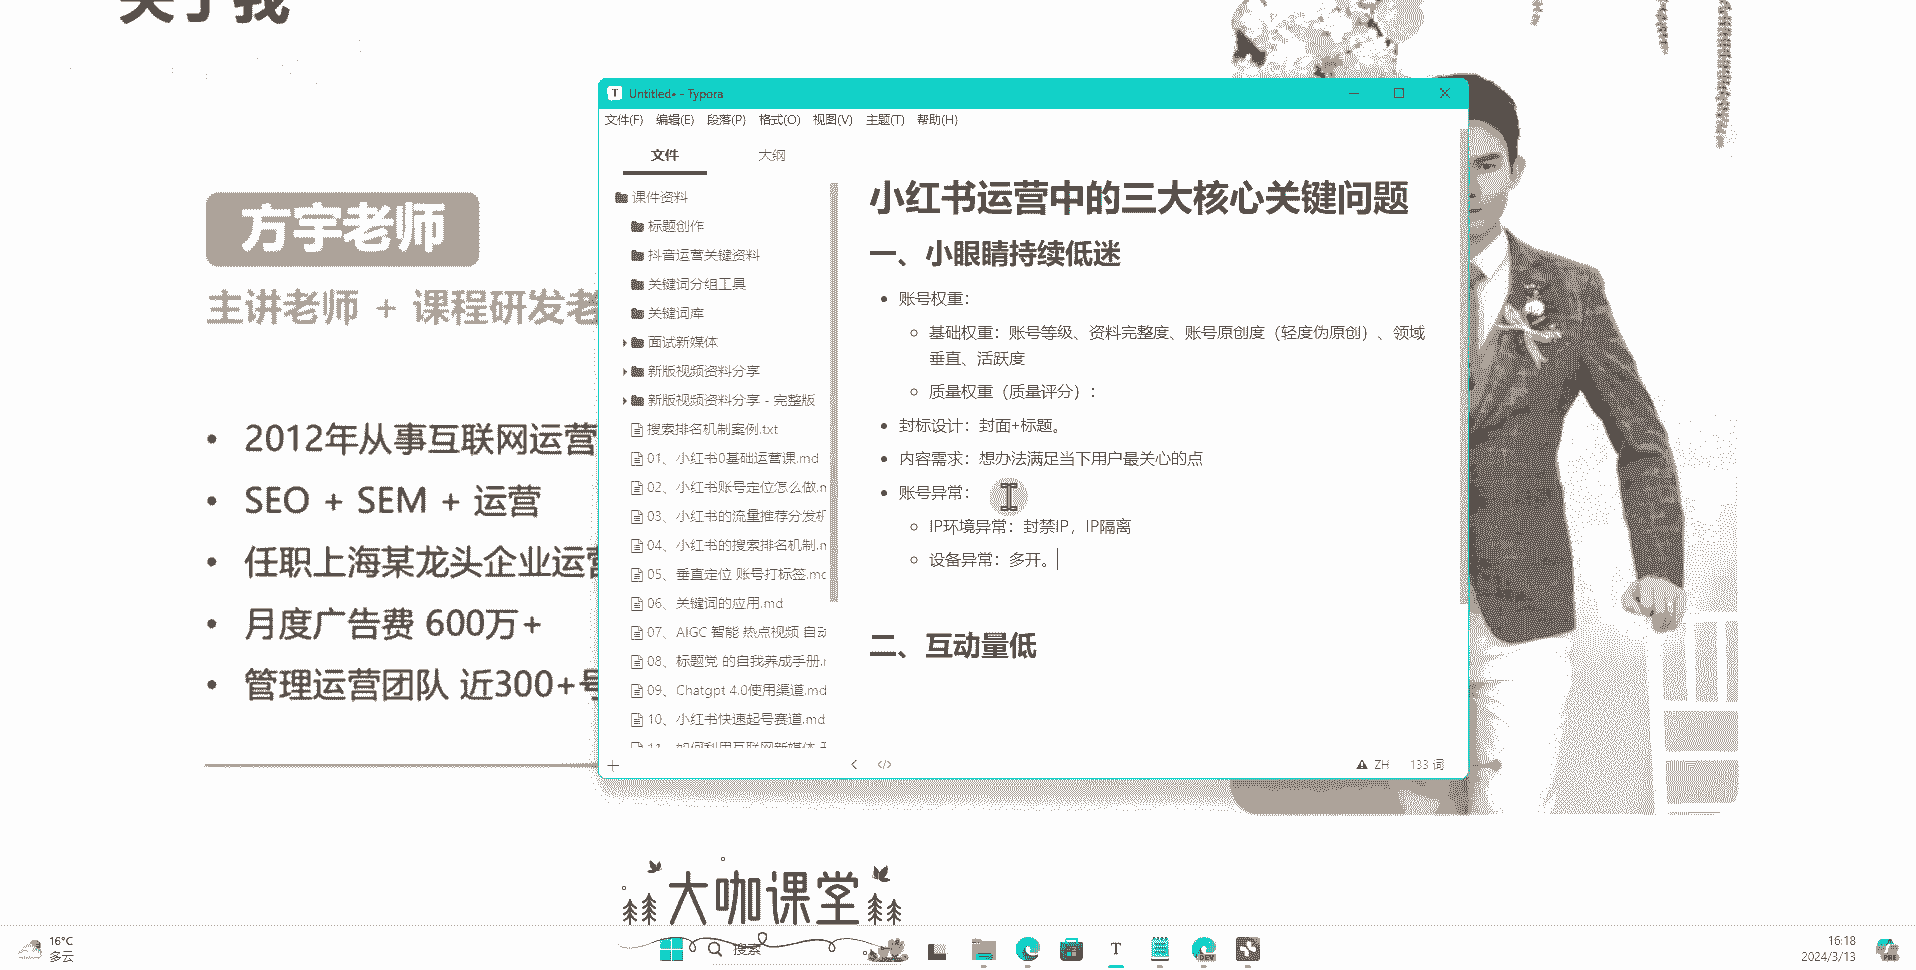 关于我
方宇老师
主讲老师 + 课程研发老
2012年从事互联网运营
SEO + SEM + 运营
任职上海某龙头企业运营
月度广告费 600万+
管理运营团队 近300+号
Untitled• - Typora
文件(F) 编辑(E) 段落(P) 格式(O) 视图(V) 主题(T) 帮助(H)
文件 大纲
课件资料
标题创作
抖音运营关键资料
关键词分组工具
关键词库
面试新媒体
新版视频资料分享
新版视频资料分享 - 完整版
搜索排名机制案例.txt
01、小红书0基础运营课.md
02、小红书账号定位怎么做.m
03、小红书的流量推荐分发机
04、小红书的搜索排名机制.m
05、垂直定位 账号打标签.md
06、关键词的应用.md
07、AIGC 智能 热点视频 自动
08、标题党 的自我养成手册.m
09、Chatgpt 4.0使用渠道.md
10、小红书快速起号赛道.md
11、如何利用互联网新媒体
小红书运营中的三大核心关键问题
一、小眼睛持续低迷
账号权重：
基础权重：账号等级、资料完整度、账号原创度（轻度伪原创）、领域
垂直、活跃度
质量权重（质量评分）：
封标设计：封面+标题。
内容需求：想办法满足当下用户最关心的点
账号异常：
IP环境异常：封禁IP，IP隔离
设备异常：多开。
二、互动量低
ZH 133 词
大咖课堂
16°C
多云
搜索
T
DEV
16:18
2024/3/13
PRE